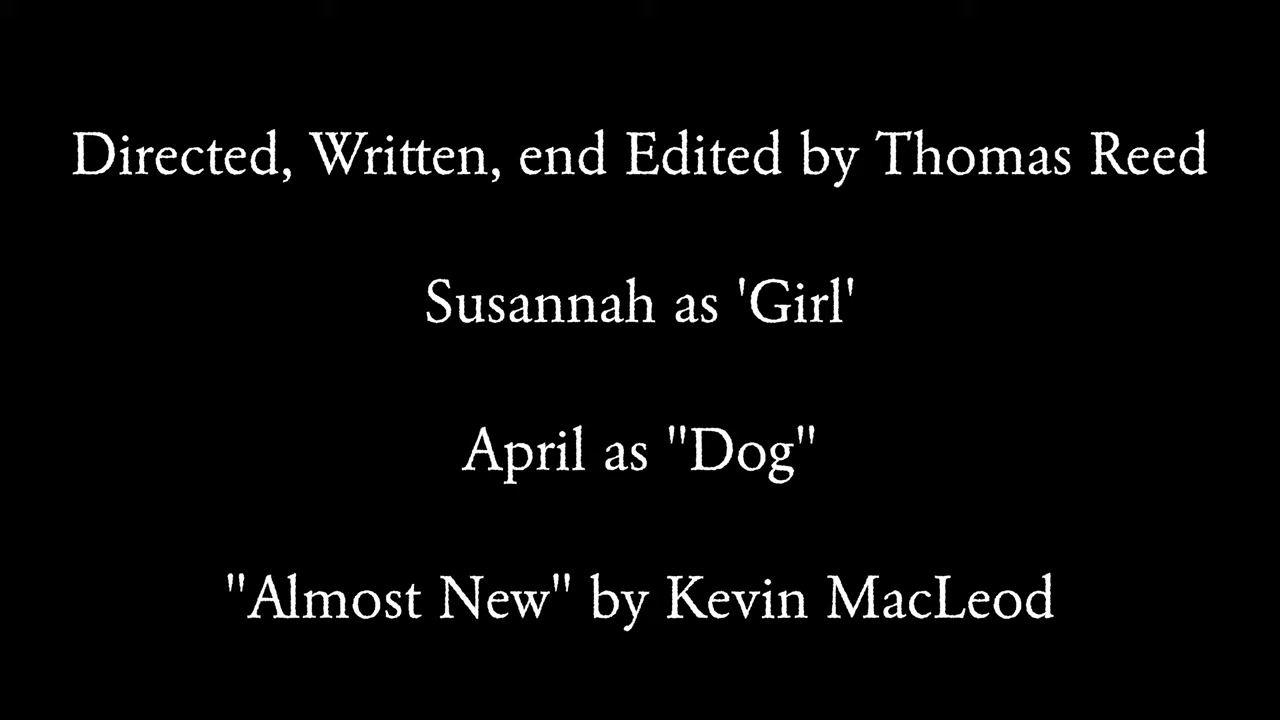 Directed, Written, end Edited by Thomas Reed
Susannah as 'Girl'
April as "Dog"
"Almost New" by Kevin MacLeod